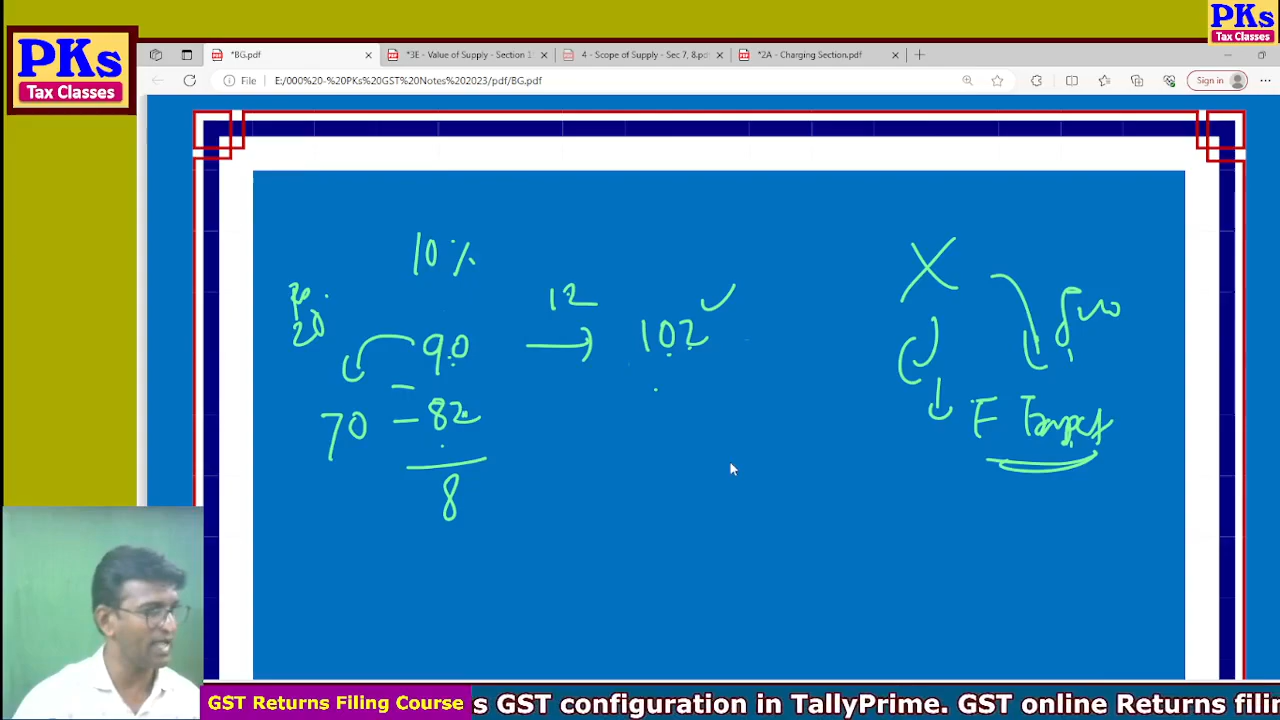 PKs
Tax Classes
PKs
Tax Classes
*BG.pdf
*3E - Value of Supply - Section 1
4 - Scope of Supply - Sec 7, 8.pd
*2A - Charging Section.pdf
File
E:/000%20-%20PKs%20GST%20Notes%202023/pdf/BG.pdf
Sign in
10%
20
90
12
102
X
70
- 82
8
GST Returns Filing Course
s GST configuration in TallyPrime. GST online Returns filin